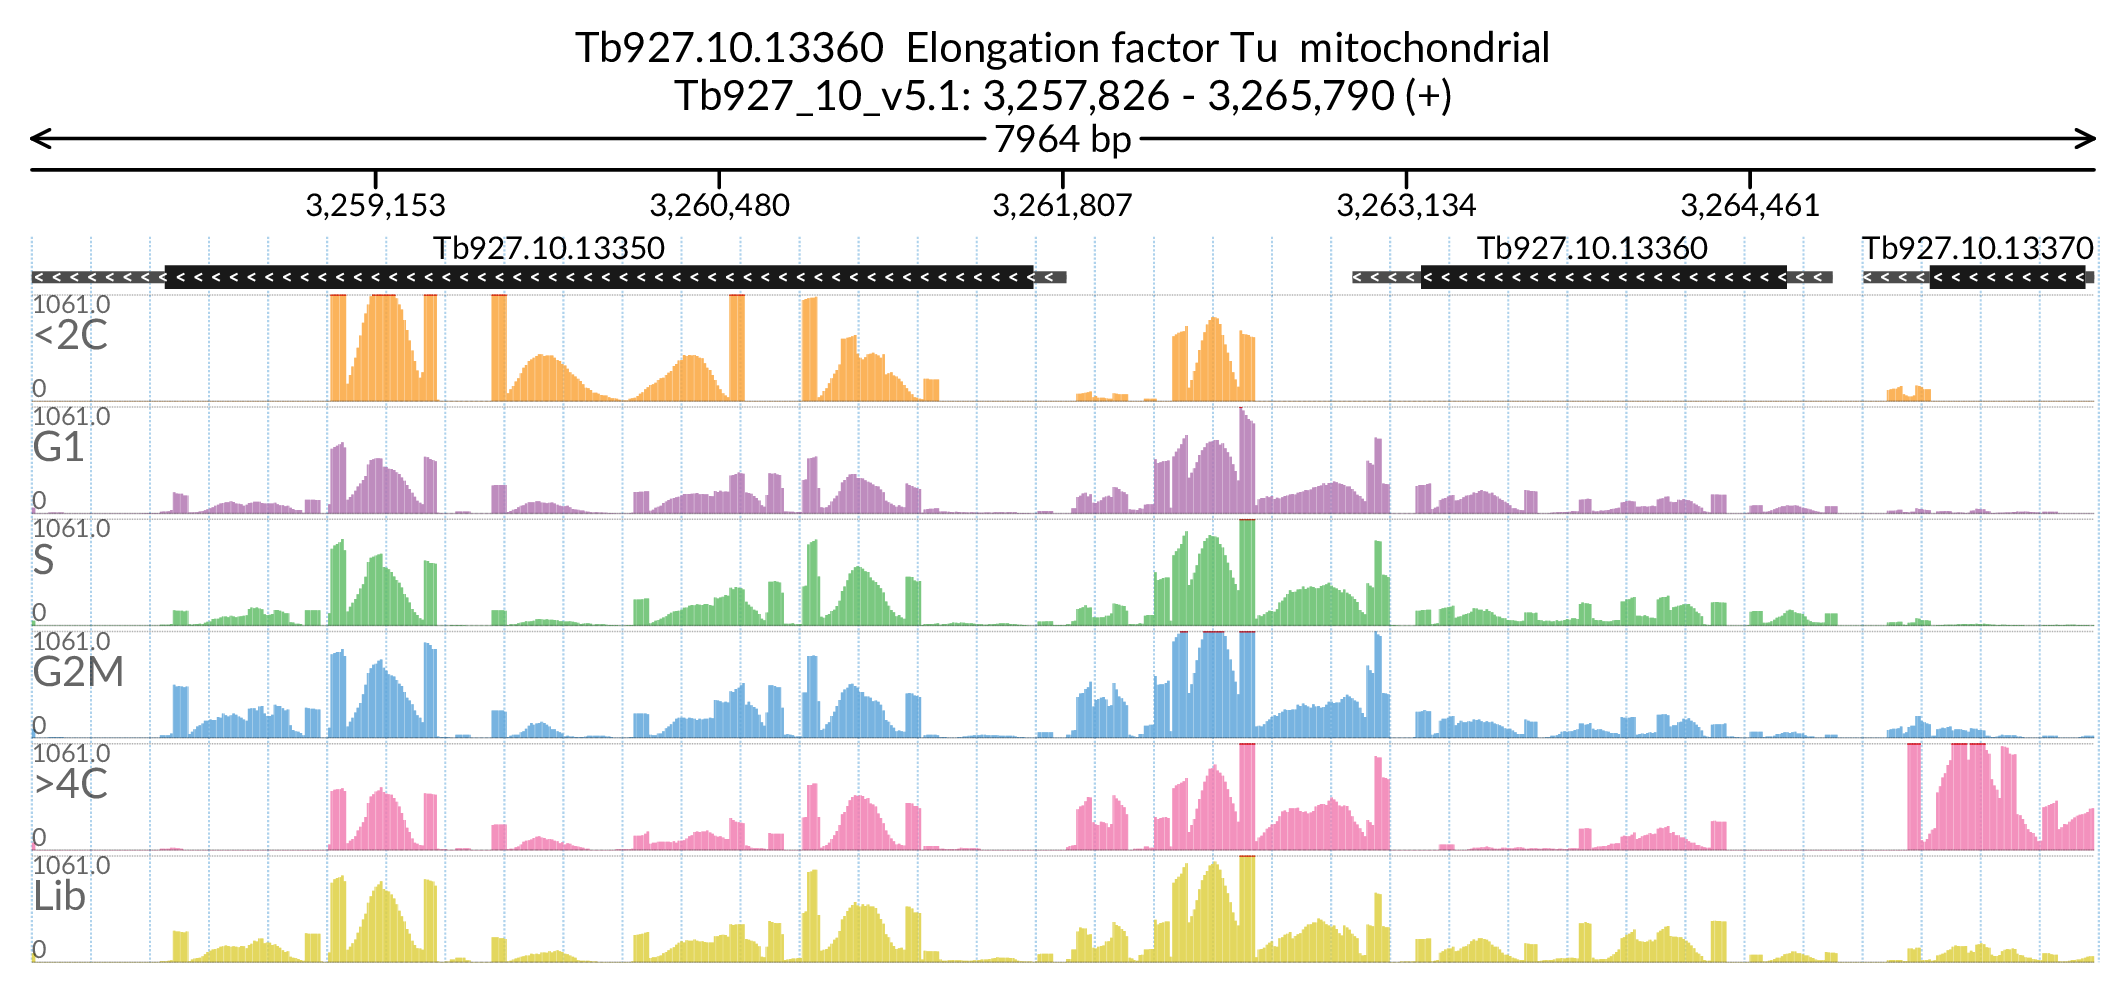 Tb927.10.13360  Elongation factor Tu  mitochondrial
Tb927_10_v5.1: 3,257,826 - 3,265,790 (+)
7964 bp
3,259,153 3,260,480 3,261,807 3,263,134 3,264,461
Tb927.10.13350 Tb927.10.13360 Tb927.10.13370
1061.0
<2C
0
1061.0
G1
0
1061.0
S
0
1061.0
G2M
0
1061.0
>4C
0
1061.0
Lib
0